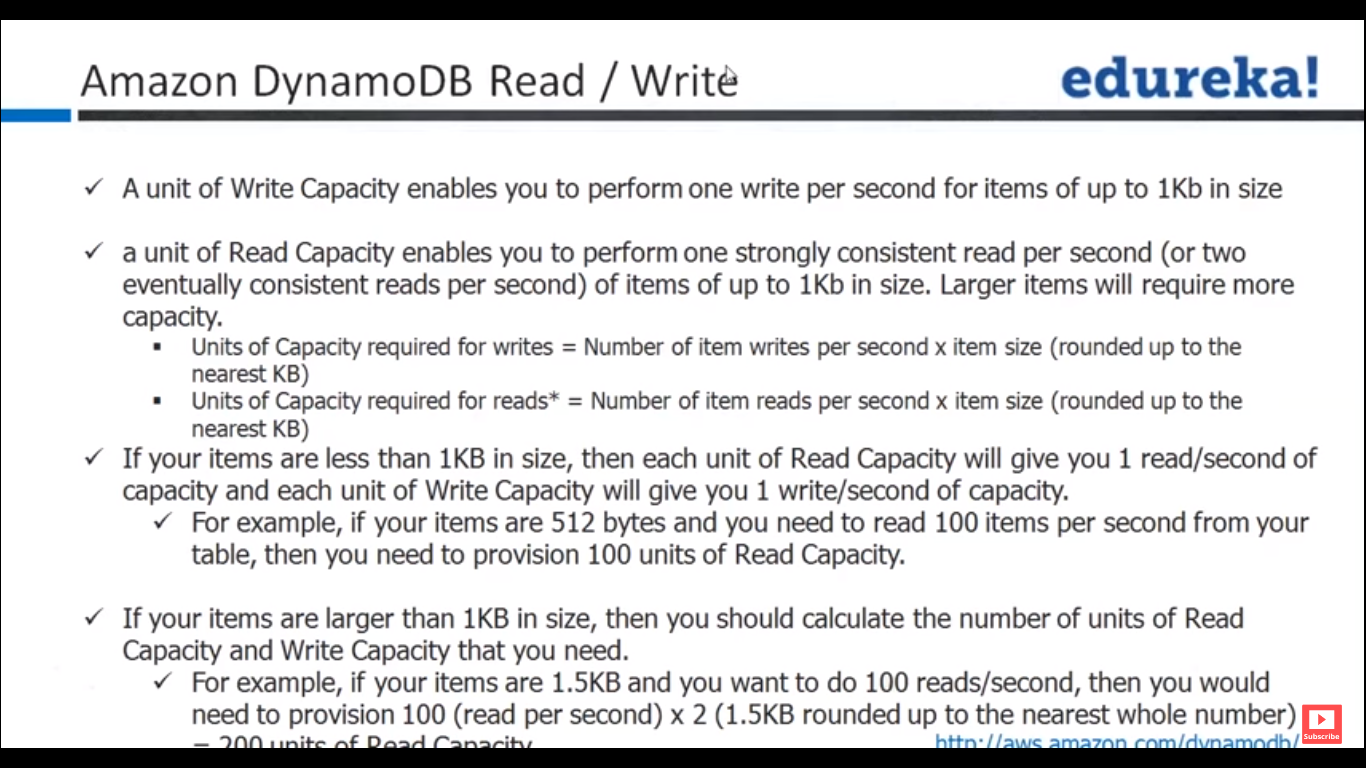 Amazon DynamoDB Read / Write
edureka!
✓ A unit of Write Capacity enables you to perform one write per second for items of up to 1Kb in size
✓ a unit of Read Capacity enables you to perform one strongly consistent read per second (or two
eventually consistent reads per second) of items of up to 1Kb in size. Larger items will require more
capacity.
▪ Units of Capacity required for writes = Number of item writes per second x item size (rounded up to the
nearest KB)
▪ Units of Capacity required for reads* = Number of item reads per second x item size (rounded up to the
nearest KB)
✓ If your items are less than 1KB in size, then each unit of Read Capacity will give you 1 read/second of
capacity and each unit of Write Capacity will give you 1 write/second of capacity.
✓ For example, if your items are 512 bytes and you need to read 100 items per second from your
table, then you need to provision 100 units of Read Capacity.
✓ If your items are larger than 1KB in size, then you should calculate the number of units of Read
Capacity and Write Capacity that you need.
✓ For example, if your items are 1.5KB and you want to do 100 reads/second, then you would
need to provision 100 (read per second) x 2 (1.5KB rounded up to the nearest whole number)
= 200 units of Read Capacity
http://aws.amazon.com/dynamodb/
Subscribe